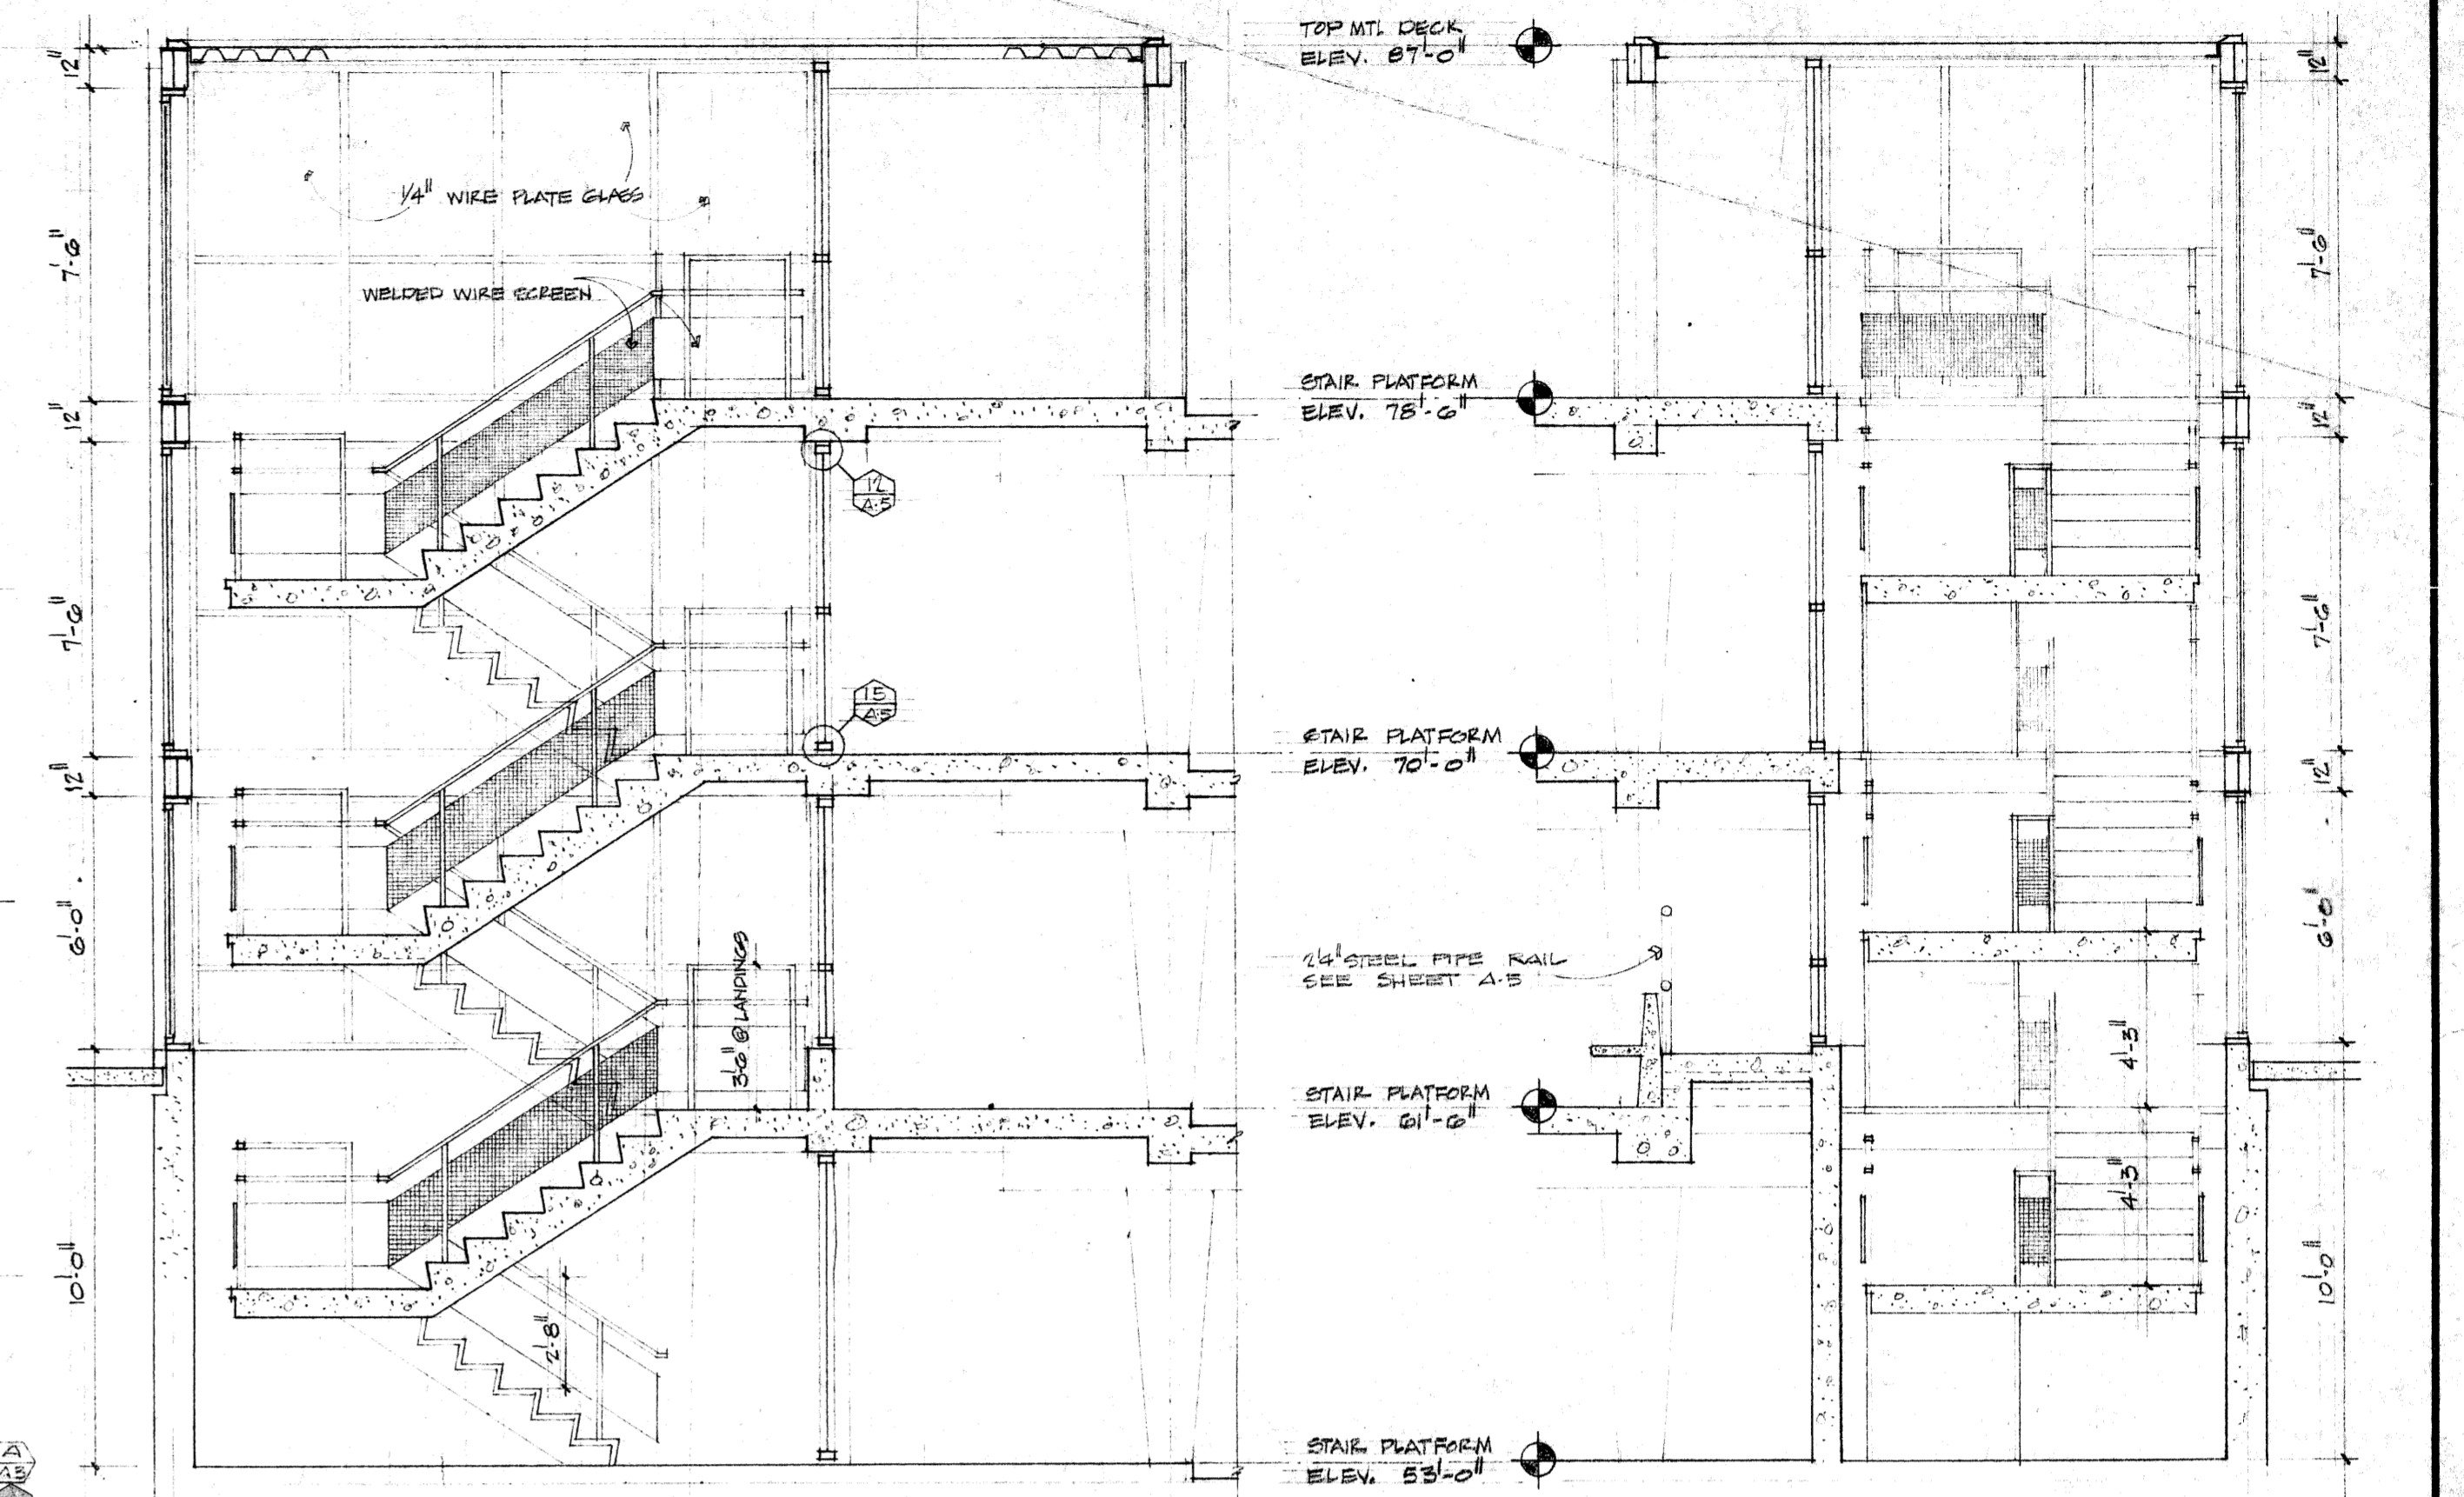 12"
7'-6"
12"
7'-6"
12"
6'-0"
10'-0"
1/4" WIRE PLATE GLASS
WELDED WIRE SCREEN
12
A-5
15
A-5
3'-6" @ LANDINGS
2'-8"
A
A3
TOP MTL DECK
ELEV. 87'-0"
STAIR PLATFORM
ELEV. 78'-6"
STAIR PLATFORM
ELEV. 70'-0"
STEEL PIPE RAIL
SEE SHEET A-5
STAIR PLATFORM
ELEV. 61'-6"
STAIR PLATFORM
ELEV. 53'-0"
4'-3"
4'-3"
12"
7'-6"
12"
7'-6"
12"
6'-0"
10'-0"